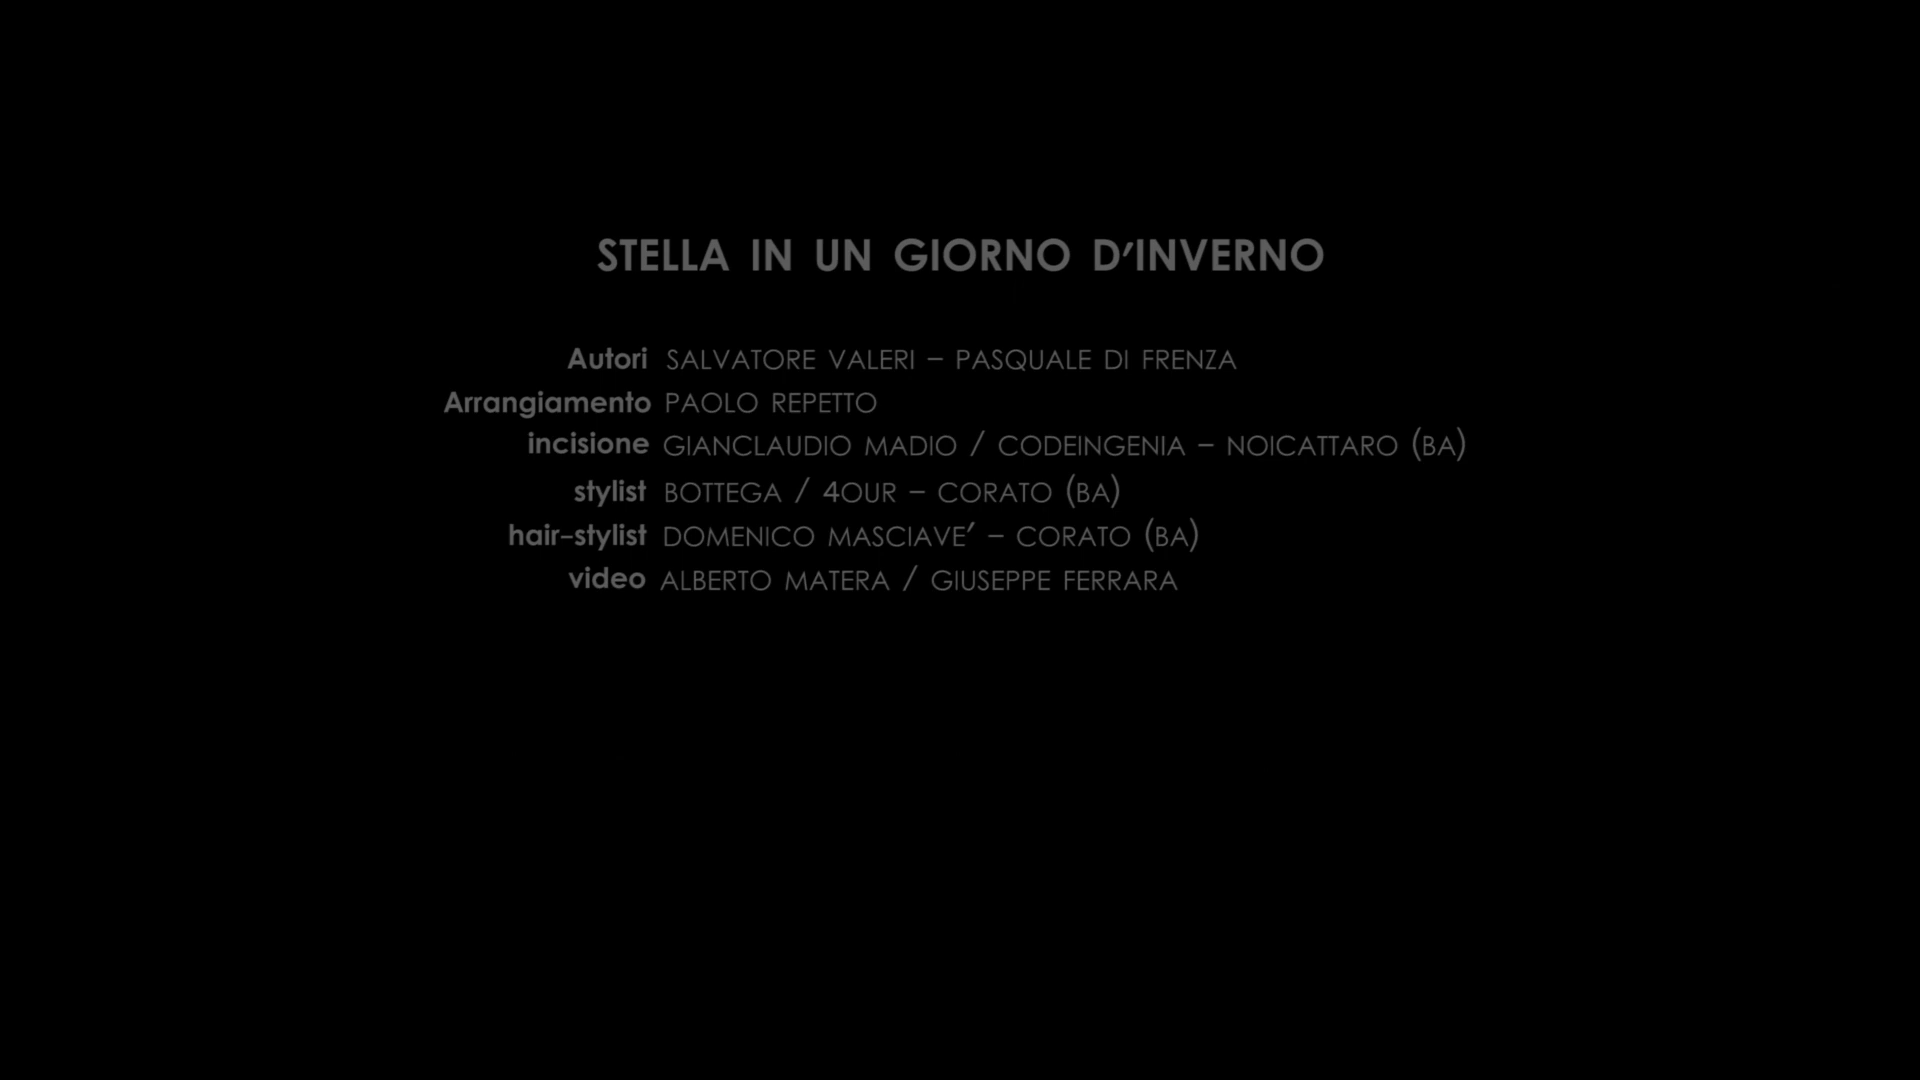 STELLA IN UN GIORNO D'INVERNO
Autori SALVATORE VALERI - PASQUALE DI FRENZA
Arrangiamento PAOLO REPETTO
incisione GIANCLAUDIO MADIO / CODEINGENIA - NOICATTARO (BA)
stylist BOTTEGA / 4OUR - CORATO (BA)
hair-stylist DOMENICO MASCIAVE' - CORATO (BA)
video ALBERTO MATERA / GIUSEPPE FERRARA